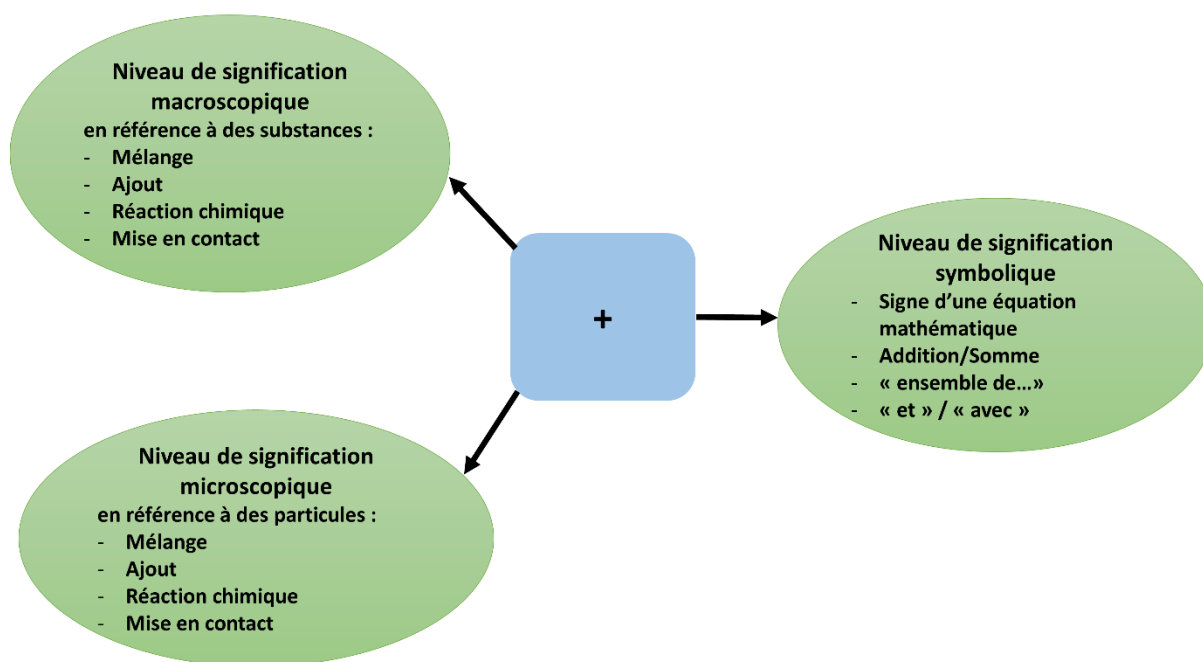 Niveau de signification
macroscopique
en référence à des substances :
- Mélange
- Ajout
- Réaction chimique
- Mise en contact
+
Niveau de signification
symbolique
- Signe d'une équation
mathématique
- Addition/Somme
- « ensemble de…»
- « et » / « avec »
Niveau de signification
microscopique
en référence à des particules :
- Mélange
- Ajout
- Réaction chimique
- Mise en contact